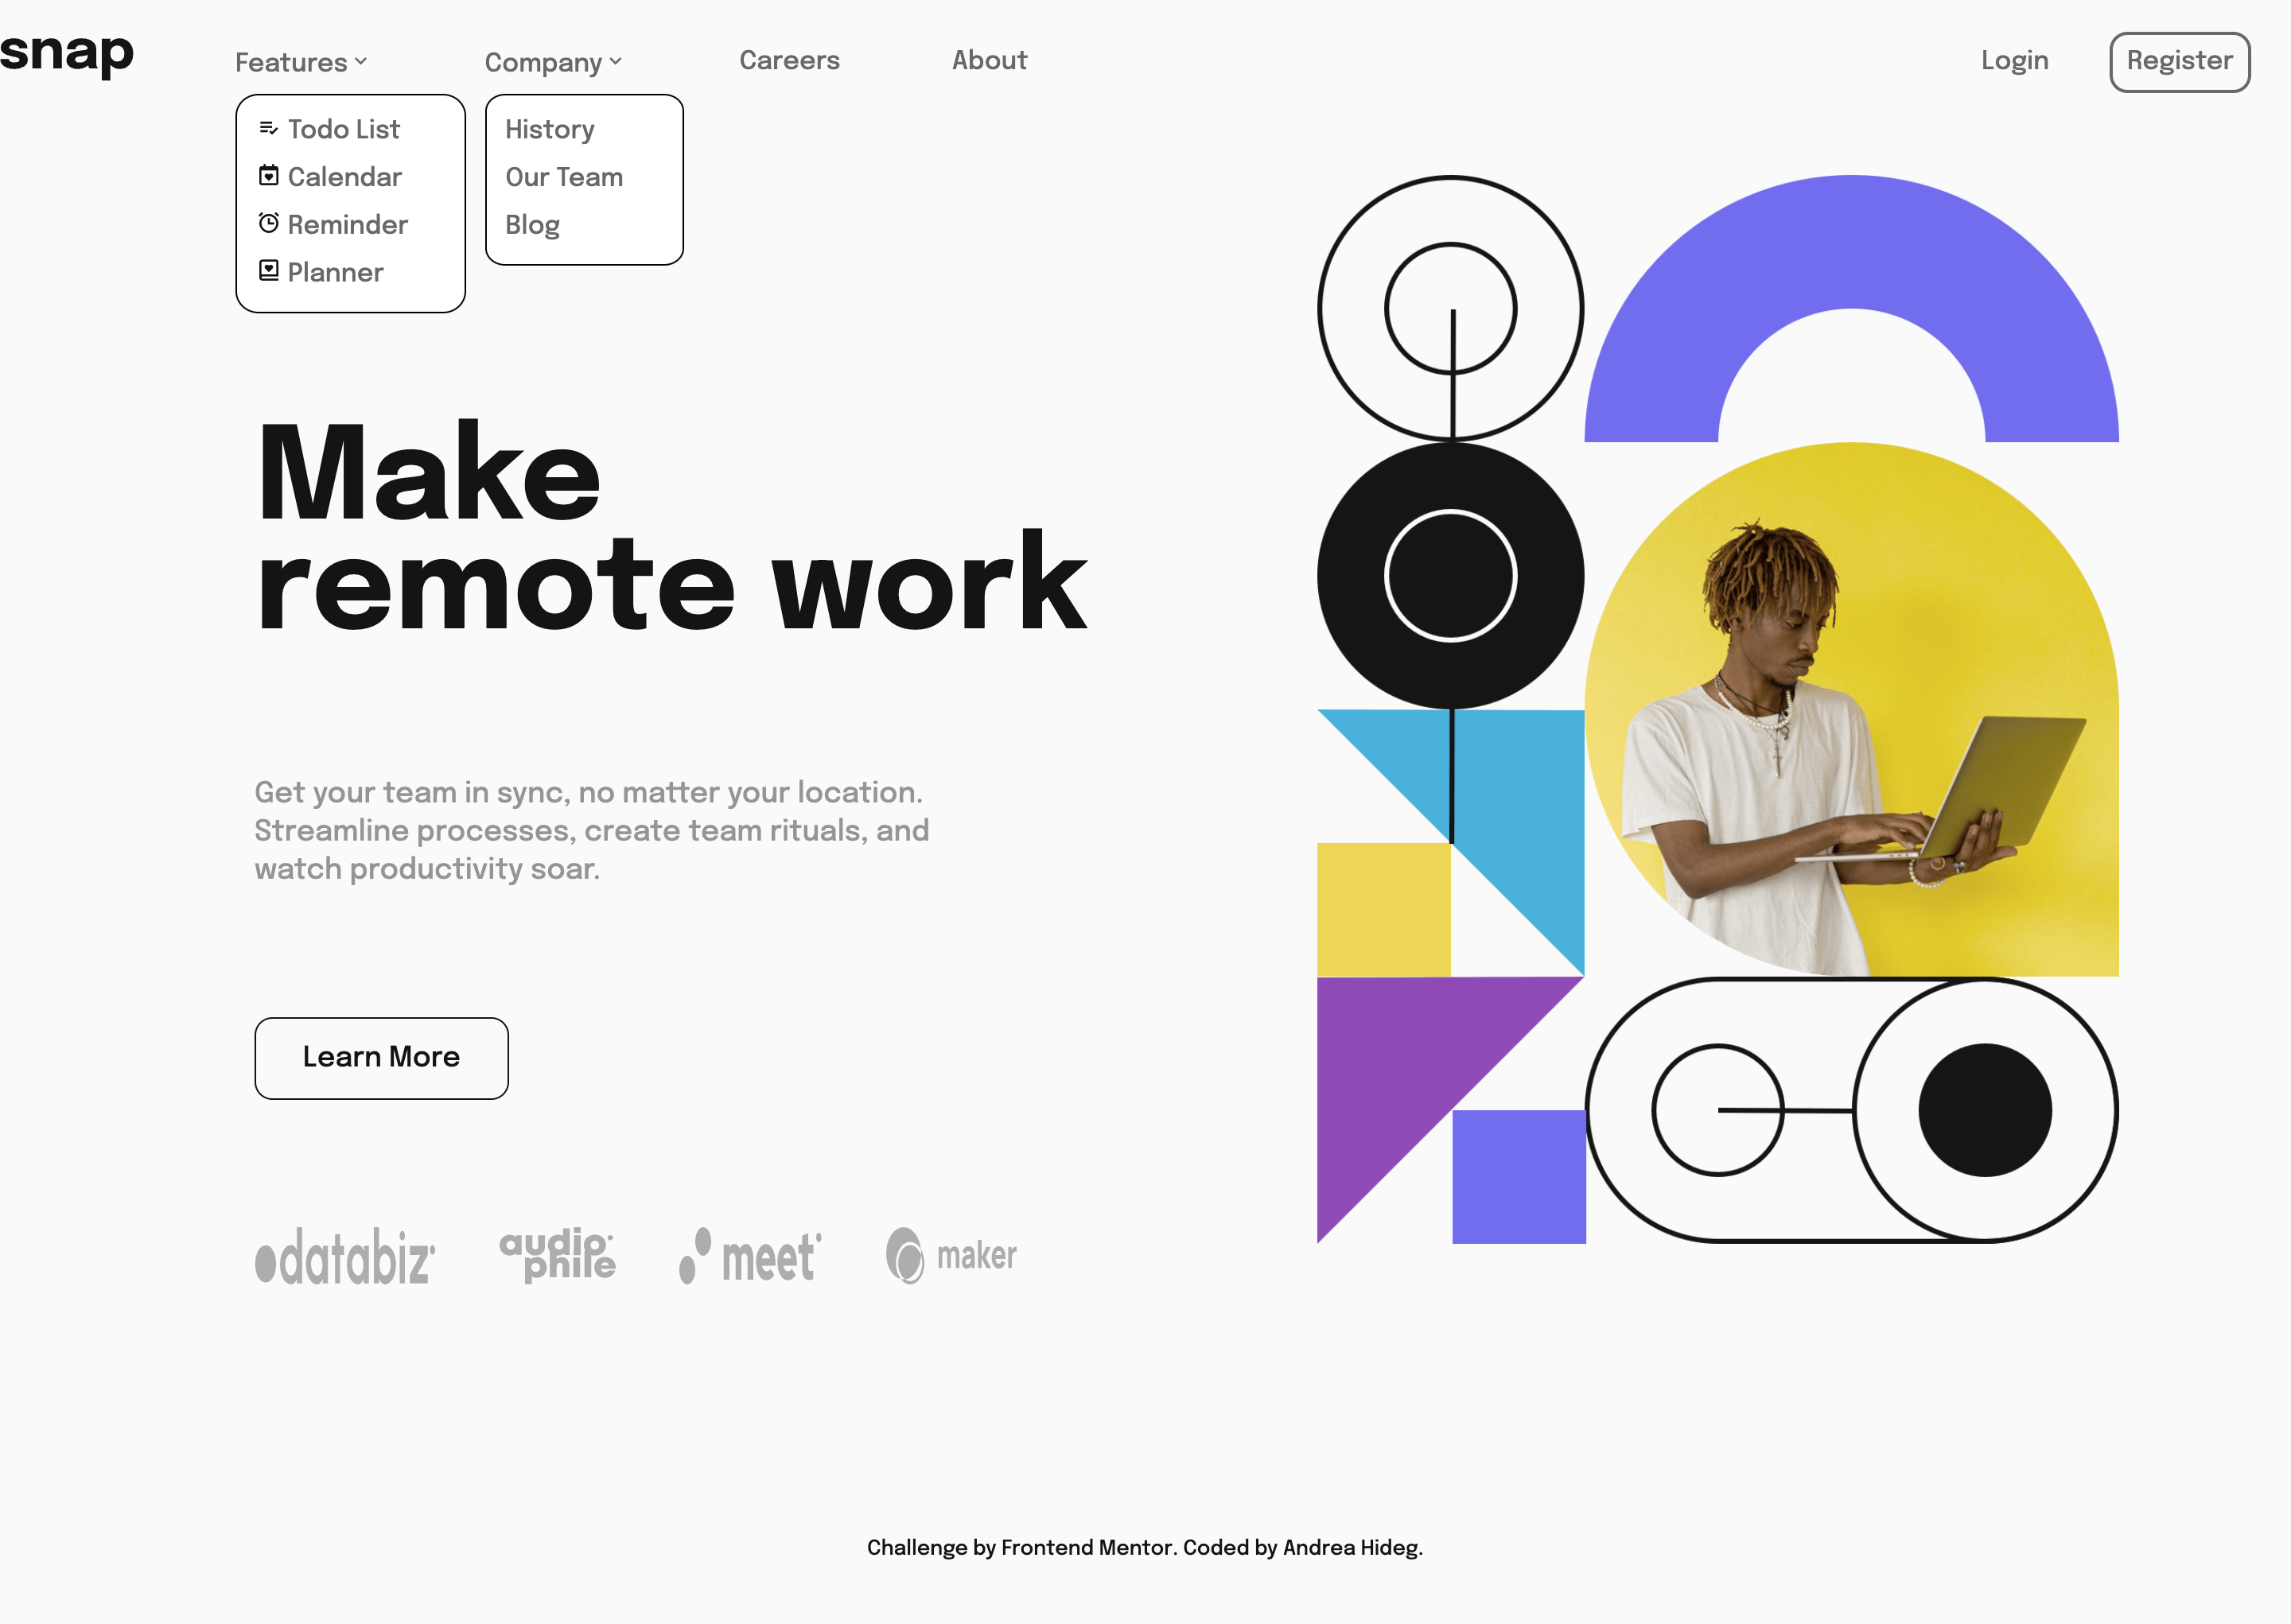 snap
Features
Company
Careers
About
Login
Register
Todo List
Calendar
Reminder
Planner
History
Our Team
Blog
Make
remote work
Get your team in sync, no matter your location.
Streamline processes, create team rituals, and
watch productivity soar.
Learn More
databiz
audio
phile
meet
maker
Challenge by Frontend Mentor. Coded by Andrea Hideg.